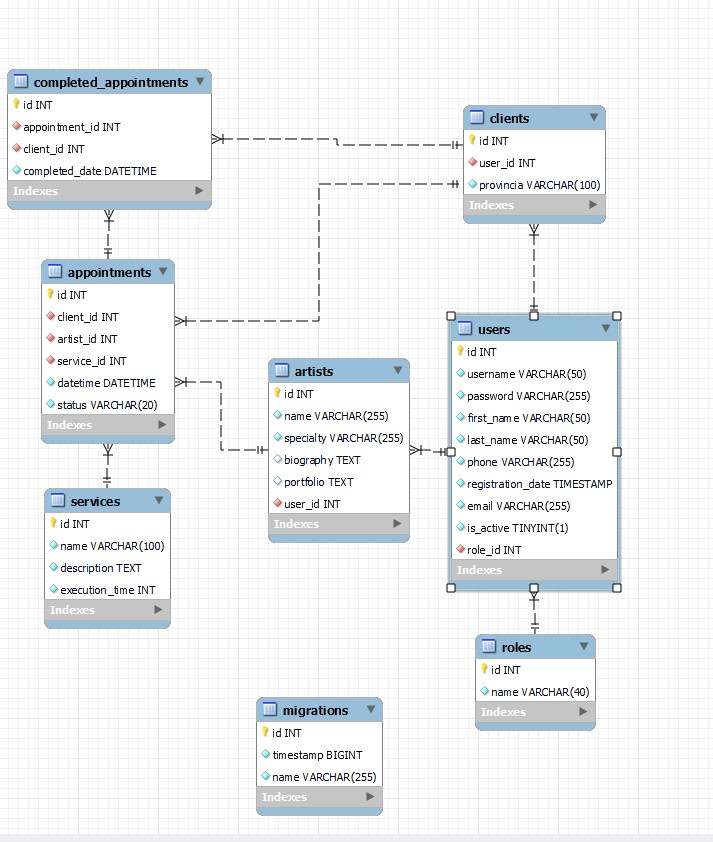 completed_appointments
id INT
appointment_id INT
client_id INT
completed_date DATETIME
Indexes
clients
id INT
user_id INT
provincia VARCHAR(100)
Indexes
appointments
id INT
client_id INT
artist_id INT
service_id INT
datetime DATETIME
status VARCHAR(20)
Indexes
users
id INT
username VARCHAR(50)
password VARCHAR(255)
first_name VARCHAR(50)
last_name VARCHAR(50)
phone VARCHAR(255)
registration_date TIMESTAMP
email VARCHAR(255)
is_active TINYINT(1)
role_id INT
Indexes
artists
id INT
name VARCHAR(255)
specialty VARCHAR(255)
biography TEXT
portfolio TEXT
user_id INT
Indexes
services
id INT
name VARCHAR(100)
description TEXT
execution_time INT
Indexes
roles
id INT
name VARCHAR(40)
Indexes
migrations
id INT
timestamp BIGINT
name VARCHAR(255)
Indexes